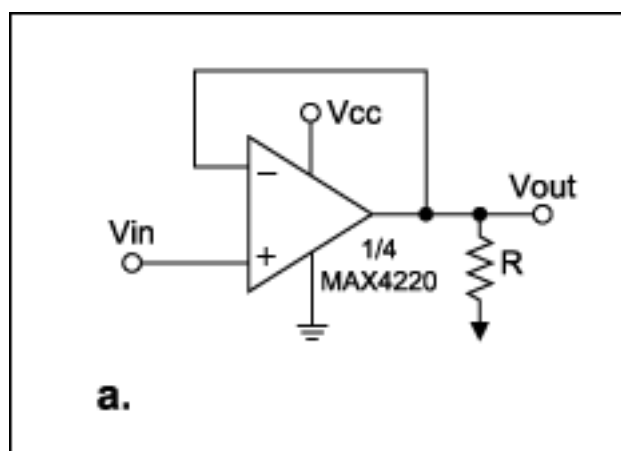 Vcc
−
Vout
Vin
+
1/4
MAX4220
R
a.